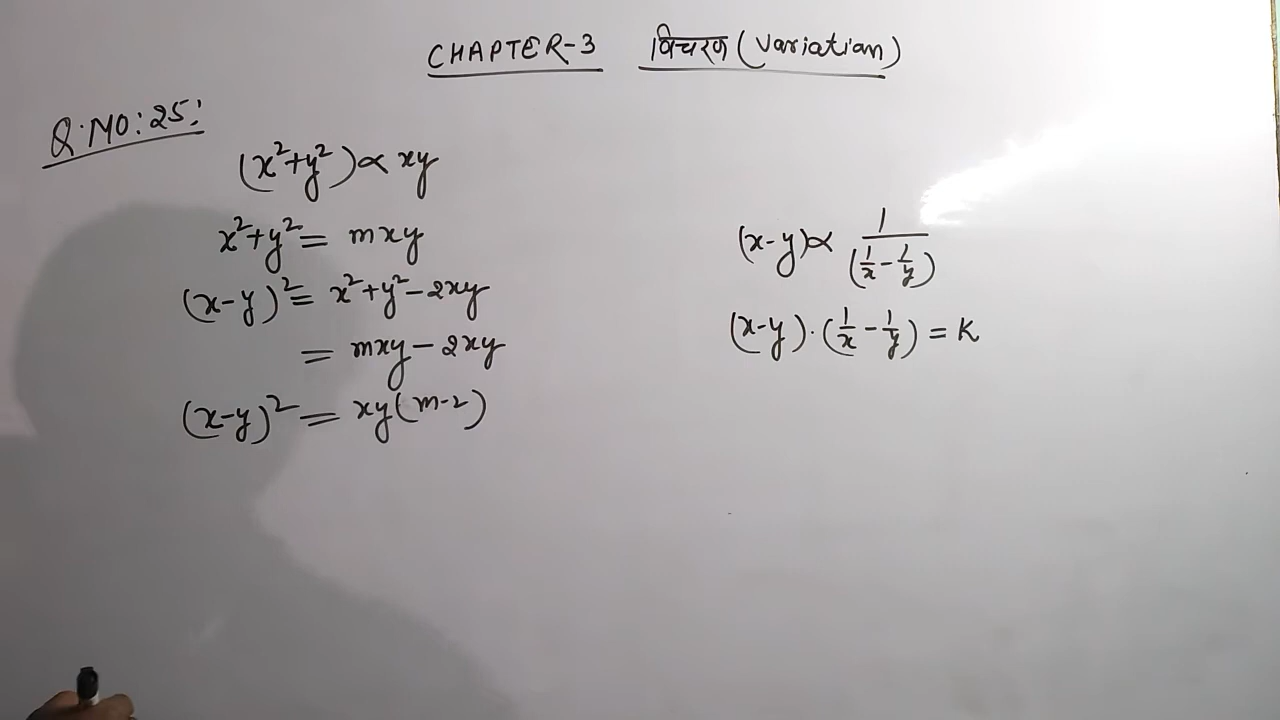 CHAPTER-3 विचरण (Variation)
Q.NO:25:
(x²+y²)∝ xy
x²+y² = mxy
(x-y)² = x²+y²-2xy
= mxy-2xy
(x-y)² = xy(m-2)
(x-y)∝ 1/(1/x-1/y)
(x-y)·(1/x-1/y) = K